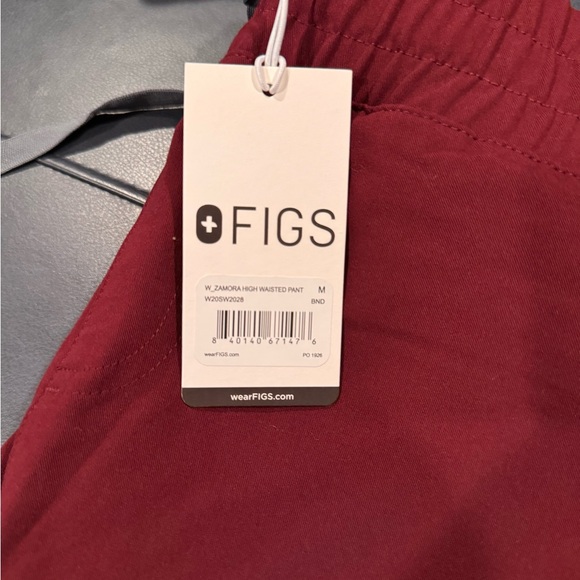 FIGS
W_ZAMORA HIGH WAISTED PANT M
W20SW2028 BND
8 40140 67147 6
wearFIGS.com PO 1926
wearFIGS.com